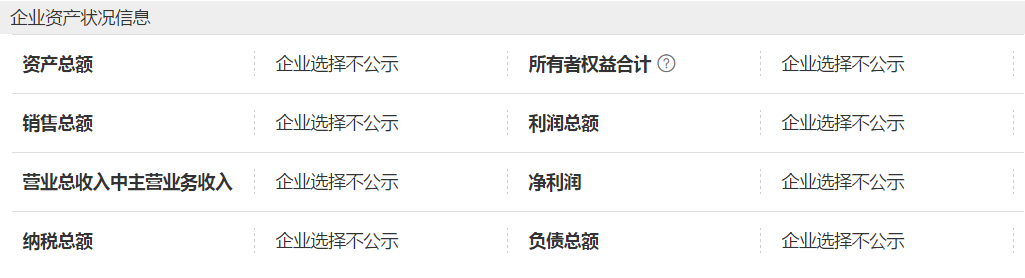 企业资产状况信息
资产总额 企业选择不公示 所有者权益合计 ? 企业选择不公示
销售总额 企业选择不公示 利润总额 企业选择不公示
营业总收入中主营业务收入 企业选择不公示 净利润 企业选择不公示
纳税总额 企业选择不公示 负债总额 企业选择不公示